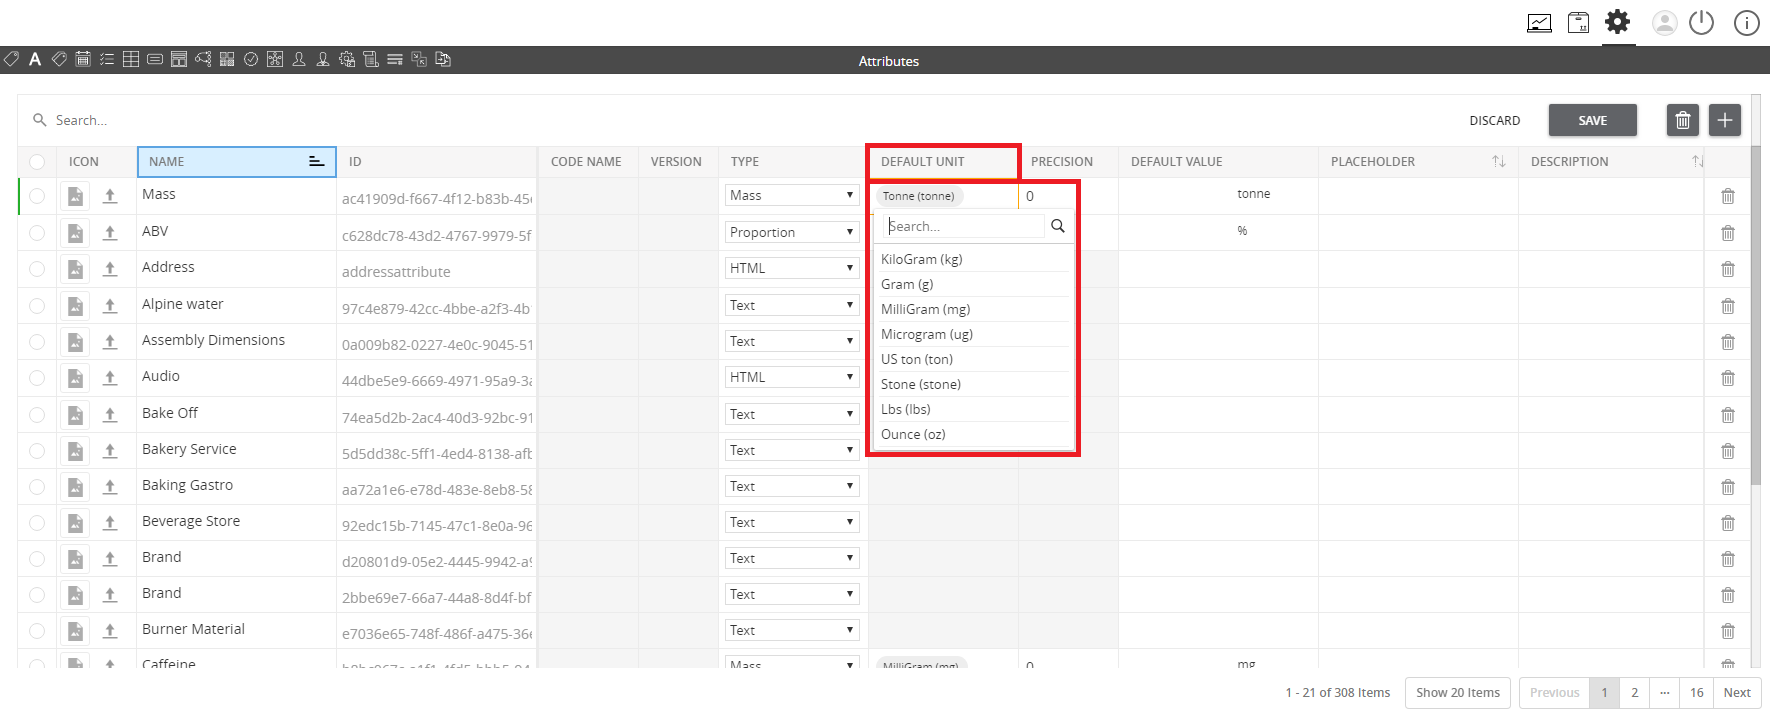 Attributes
Search...
DISCARD SAVE
ICON NAME ID CODE NAME VERSION TYPE DEFAULT UNIT PRECISION DEFAULT VALUE PLACEHOLDER DESCRIPTION
Mass ac41909d-f667-4f12-b83b-45 Mass Tonne (tonne) 0 tonne
ABV c628dc78-43d2-4767-9979-5f Proportion %
Search...
Address addressattribute HTML
KiloGram (kg)
Gram (g)
Alpine water 97c4e879-42cc-4bbe-a2f3-4b Text
MilliGram (mg)
Assembly Dimensions 0a009b82-0227-4e0c-9045-51 Text
Microgram (ug)
US ton (ton)
Audio 44dbe5e9-6669-4971-95a9-3a HTML
Stone (stone)
Bake Off 74ea5d2b-2ac4-40d3-92bc-91 Text
Lbs (lbs)
Ounce (oz)
Bakery Service 5d5dd38c-5ff1-4ed4-8138-afb Text
Baking Gastro aa72a1e6-e78d-483e-8eb8-58 Text
Beverage Store 92edc15b-7145-47c1-8e0a-96 Text
Brand d20801d9-05e2-4445-9942-a9 Text
Brand 2bbe69e7-66a7-44a8-8d4f-bf Text
Burner Material e7036e65-748f-486f-a475-36e Text
Caffeine Mass MilliGram (mg) 0 mg
1 - 21 of 308 Items Show 20 Items Previous 1 2 ... 16 Next